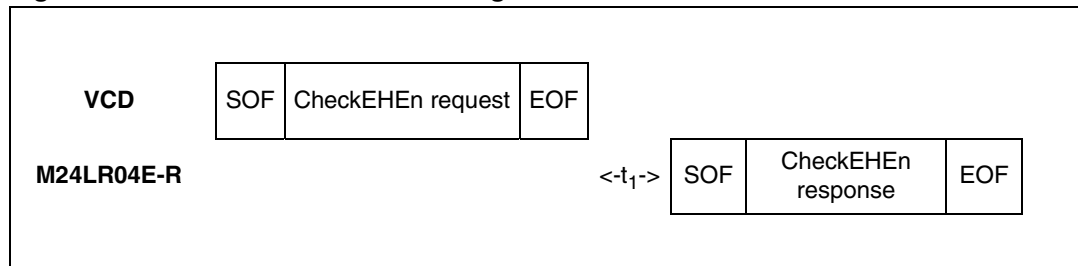 VCD SOF CheckEHEn request EOF
M24LR04E-R <-t1-> SOF CheckEHEn response EOF